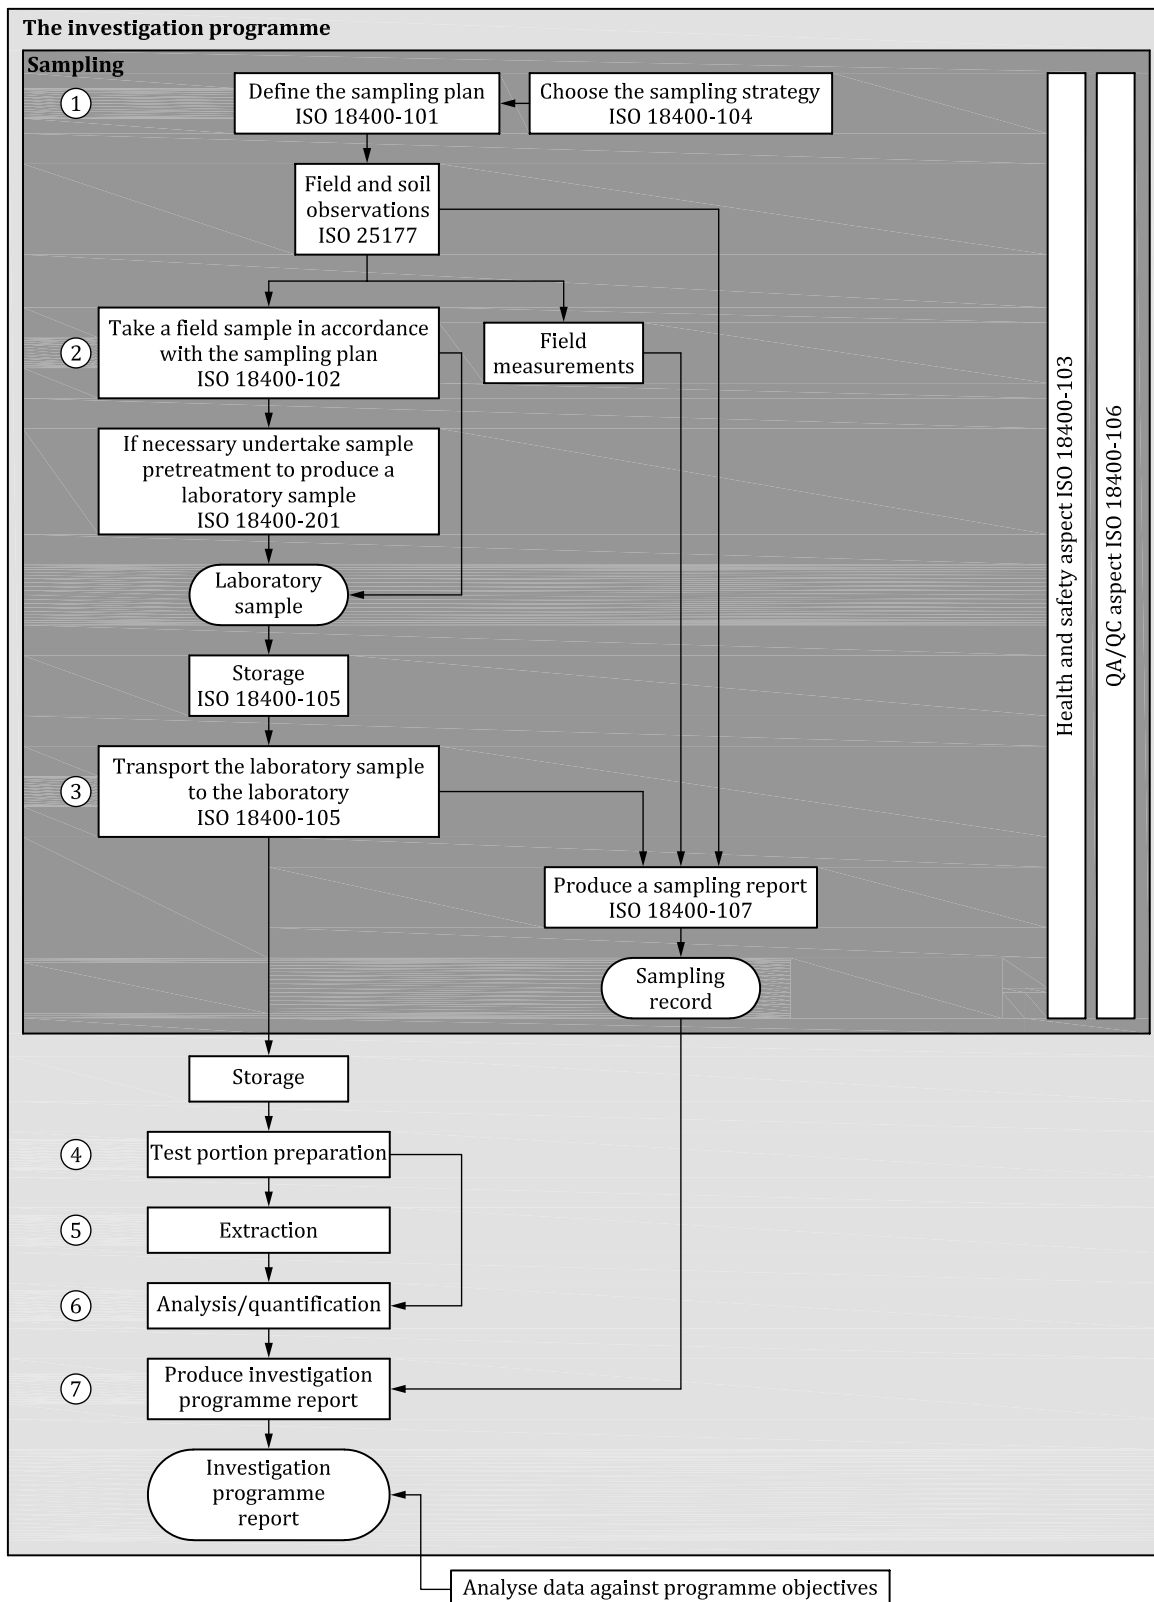 The investigation programme
Sampling
1
Define the sampling plan
ISO 18400-101
Choose the sampling strategy
ISO 18400-104
Field and soil
observations
ISO 25177
2
Take a field sample in accordance
with the sampling plan
ISO 18400-102
Field
measurements
If necessary undertake sample
pretreatment to produce a
laboratory sample
ISO 18400-201
Laboratory
sample
Storage
ISO 18400-105
3
Transport the laboratory sample
to the laboratory
ISO 18400-105
Produce a sampling report
ISO 18400-107
Sampling
record
Health and safety aspect ISO 18400-103
QA/QC aspect ISO 18400-106
Storage
4
Test portion preparation
5
Extraction
6
Analysis/quantification
7
Produce investigation
programme report
Investigation
programme
report
Analyse data against programme objectives